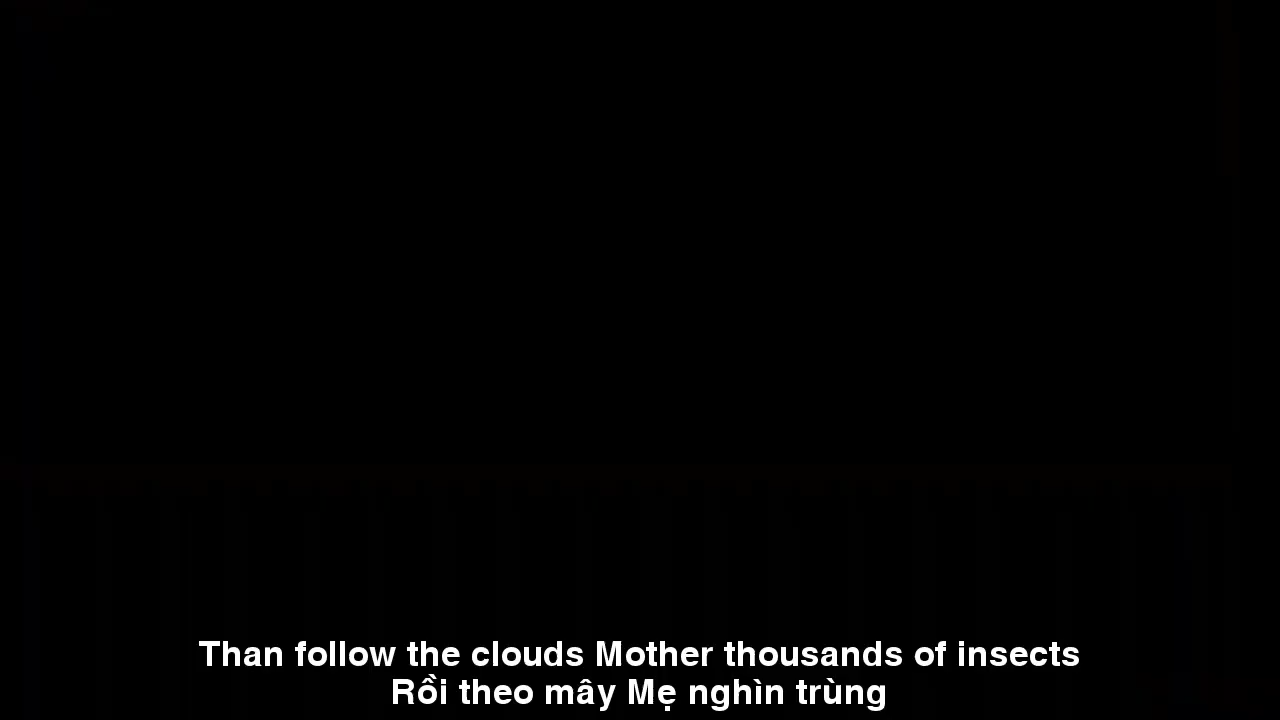 Than follow the clouds Mother thousands of insects
Rồi theo mây Mẹ nghìn trùng